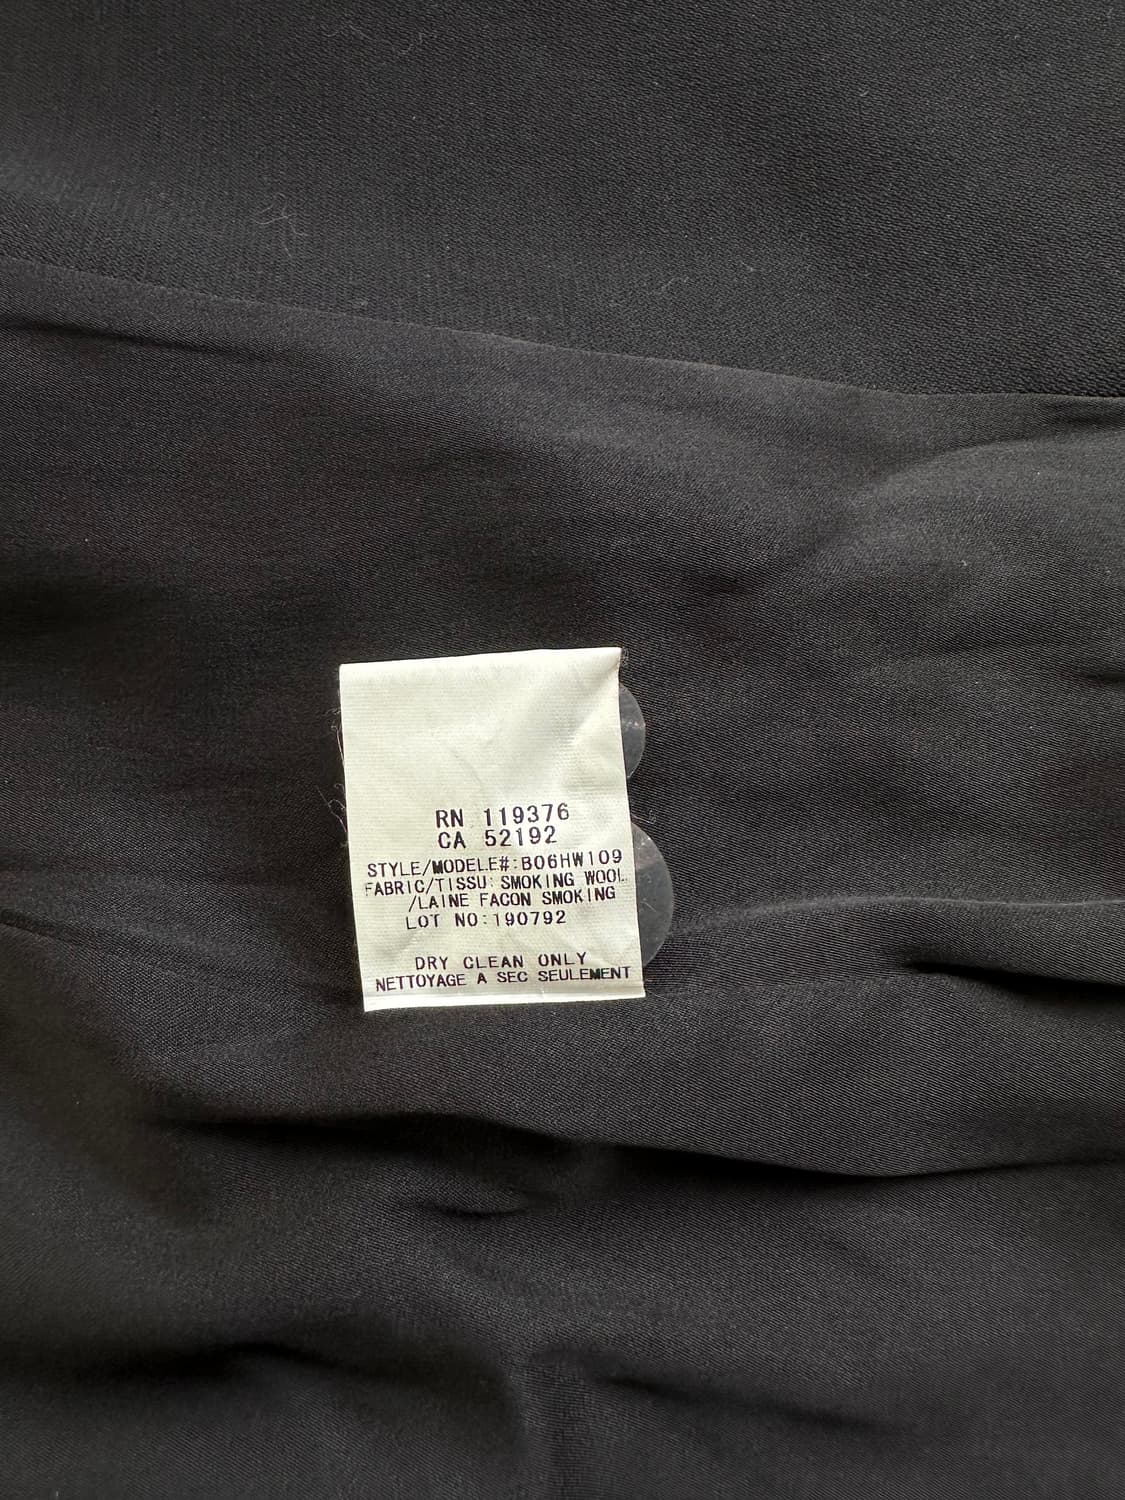 RN 119376
CA 52192
STYLE/MODELE#:B06HW109
FABRIC/TISSU: SMOKING WOOL
/LAINE FACON SMOKING
LOT NO:190792
DRY CLEAN ONLY
NETTOYAGE A SEC SEULEMENT